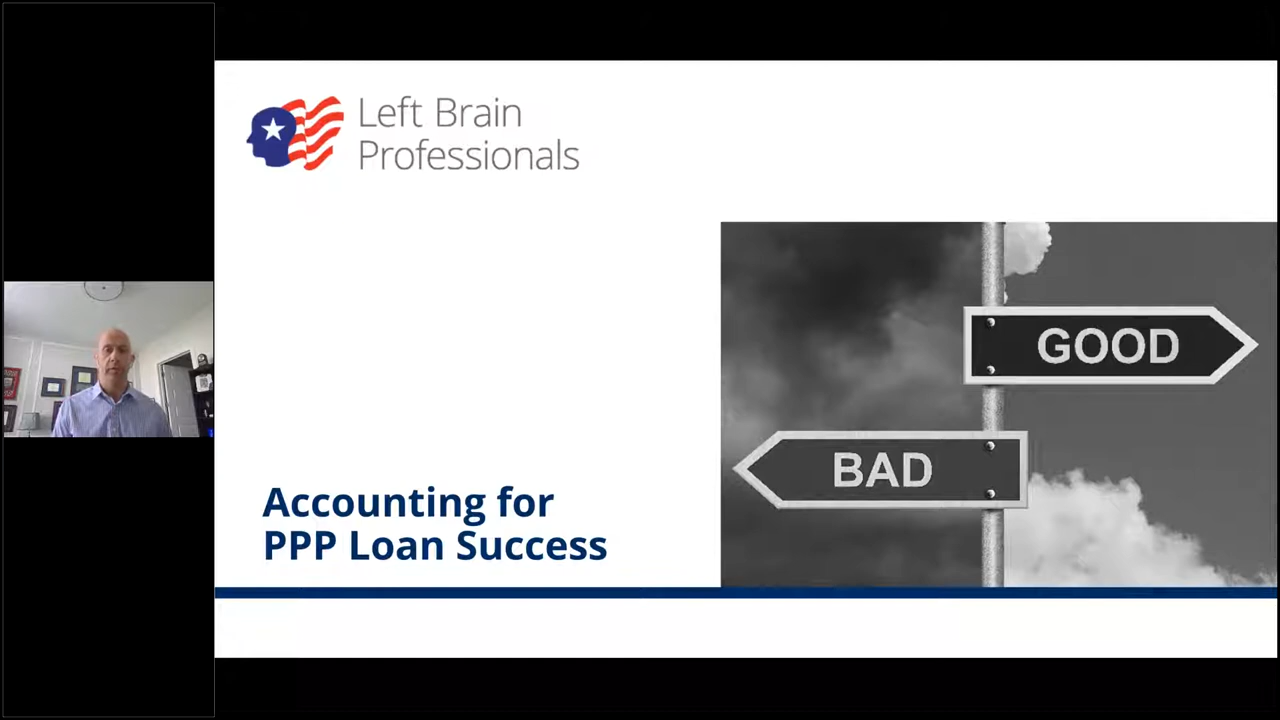 Left Brain
Professionals
GOOD
BAD
Accounting for
PPP Loan Success